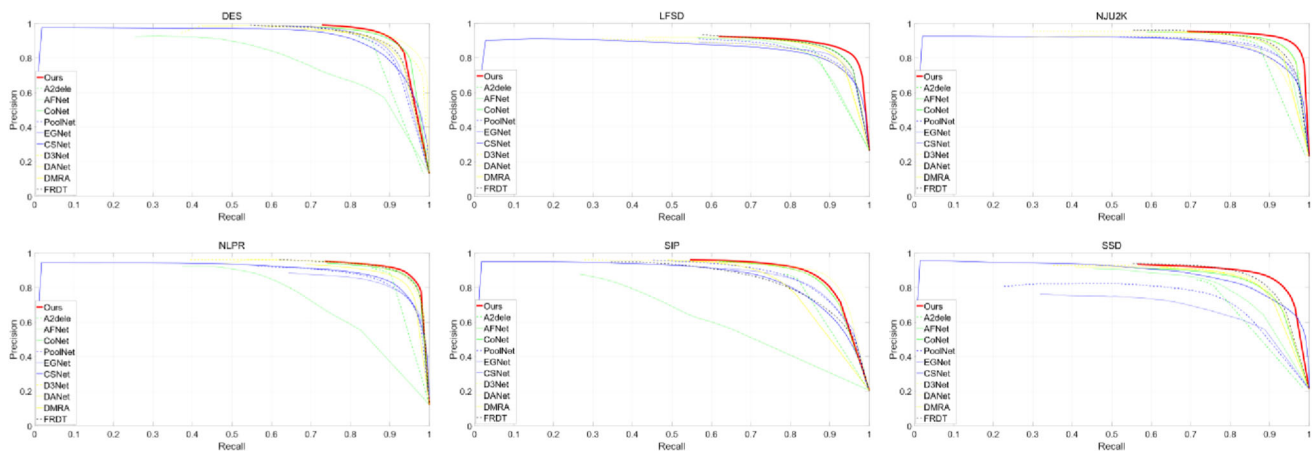 DES
Precision
1
0.8
0.6
0.4
0.2
0
Ours
A2dele
AFNet
CoNet
PoolNet
EGNet
CSNet
D3Net
DANet
DMRA
FRDT
0 0.1 0.2 0.3 0.4 0.5 0.6 0.7 0.8 0.9 1
Recall
LFSD
Precision
1
0.8
0.6
0.4
0.2
0
Ours
A2dele
AFNet
CoNet
PoolNet
EGNet
CSNet
D3Net
DANet
DMRA
FRDT
0 0.1 0.2 0.3 0.4 0.5 0.6 0.7 0.8 0.9 1
Recall
NJU2K
Precision
1
0.8
0.6
0.4
0.2
0
Ours
A2dele
AFNet
CoNet
PoolNet
EGNet
CSNet
D3Net
DANet
DMRA
FRDT
0 0.1 0.2 0.3 0.4 0.5 0.6 0.7 0.8 0.9 1
Recall
NLPR
Precision
1
0.8
0.6
0.4
0.2
0
Ours
A2dele
AFNet
CoNet
PoolNet
EGNet
CSNet
D3Net
DANet
DMRA
FRDT
0 0.1 0.2 0.3 0.4 0.5 0.6 0.7 0.8 0.9 1
Recall
SIP
Precision
1
0.8
0.6
0.4
0.2
0
Ours
A2dele
AFNet
CoNet
PoolNet
EGNet
CSNet
D3Net
DANet
DMRA
FRDT
0 0.1 0.2 0.3 0.4 0.5 0.6 0.7 0.8 0.9 1
Recall
SSD
Precision
1
0.8
0.6
0.4
0.2
0
Ours
A2dele
AFNet
CoNet
PoolNet
EGNet
CSNet
D3Net
DANet
DMRA
FRDT
0 0.1 0.2 0.3 0.4 0.5 0.6 0.7 0.8 0.9 1
Recall